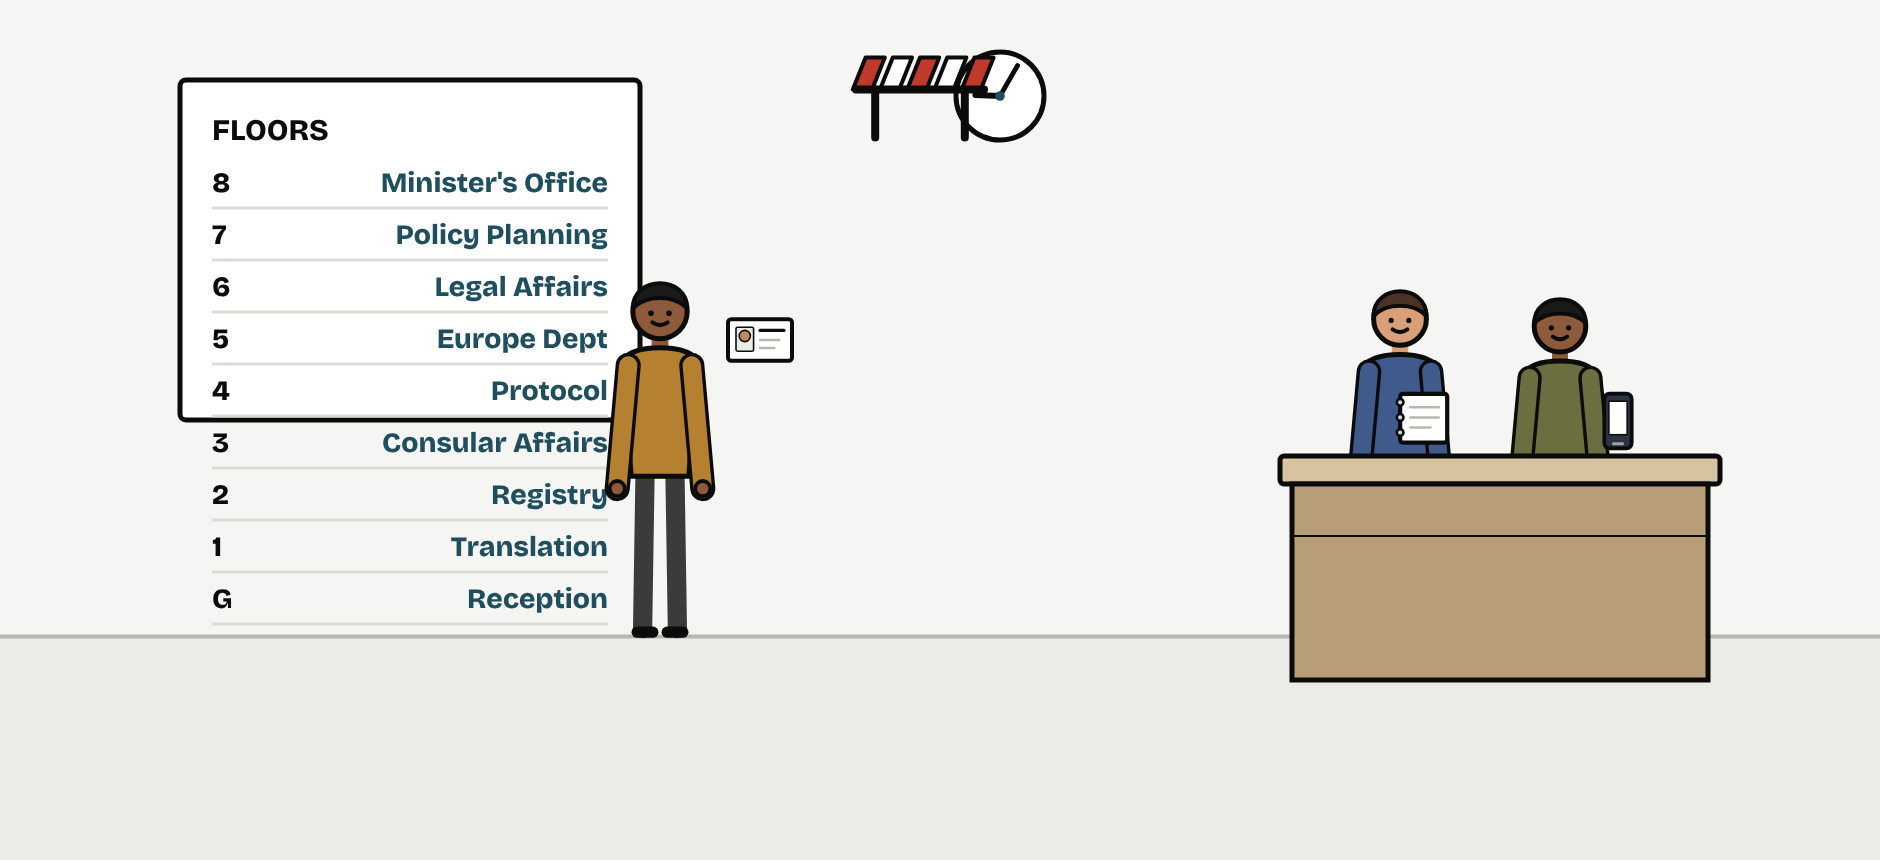 FLOORS
8 Minister's Office
7 Policy Planning
6 Legal Affairs
5 Europe Dept
4 Protocol
3 Consular Affairs
2 Registry
1 Translation
G Reception